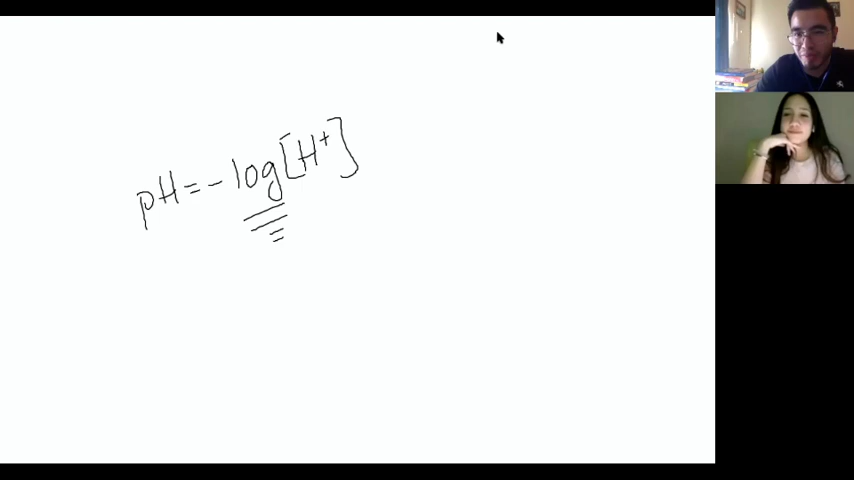 pH = - log [H⁺]